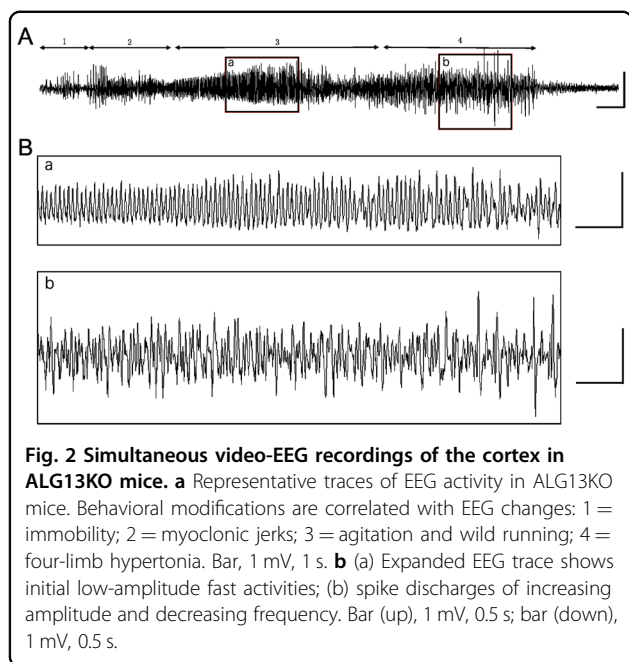 A
1 2 3 4
a b
B
a
b
Fig. 2 Simultaneous video-EEG recordings of the cortex in
ALG13KO mice. a Representative traces of EEG activity in ALG13KO
mice. Behavioral modifications are correlated with EEG changes: 1 =
immobility; 2 = myoclonic jerks; 3 = agitation and wild running; 4 =
four-limb hypertonia. Bar, 1 mV, 1 s. b (a) Expanded EEG trace shows
initial low-amplitude fast activities; (b) spike discharges of increasing
amplitude and decreasing frequency. Bar (up), 1 mV, 0.5 s; bar (down),
1 mV, 0.5 s.